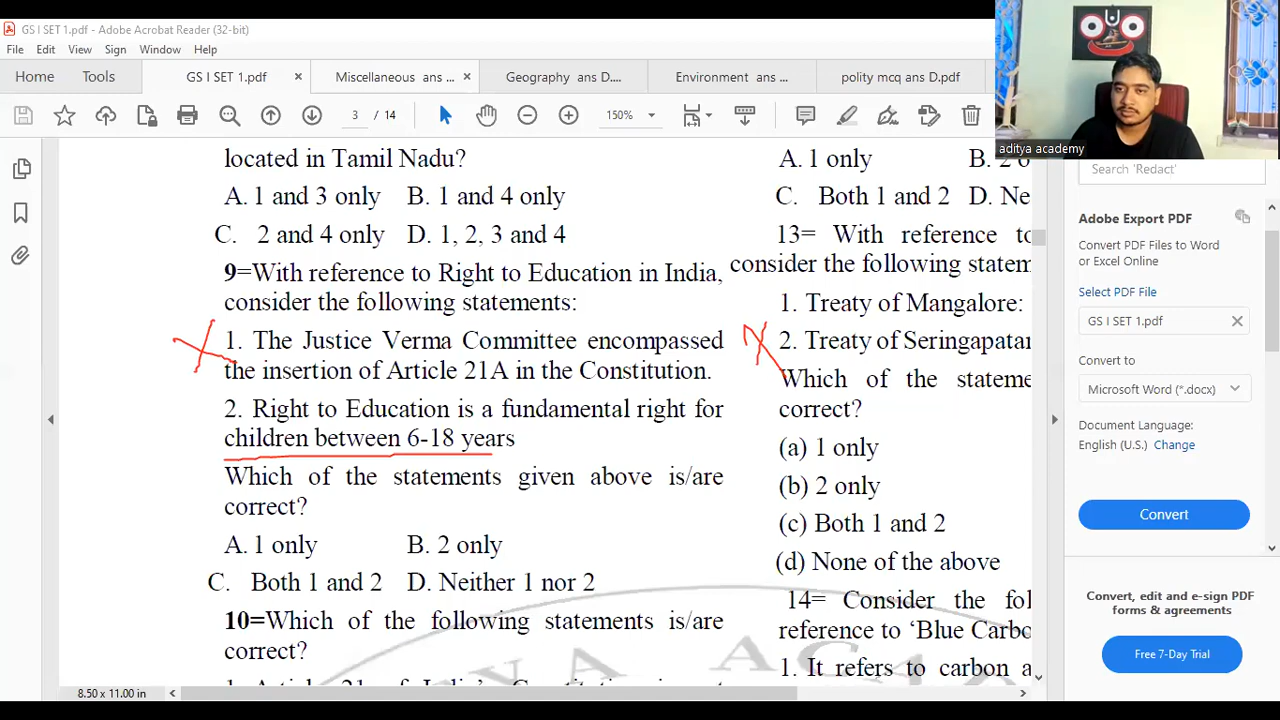 GS I SET 1.pdf - Adobe Acrobat Reader (32-bit)
File Edit View Sign Window Help
Home Tools GS I SET 1.pdf Miscellaneous ans ... Geography ans D.... Environment ans ... polity mcq ans D.pdf
3 / 14 150%
aditya academy
located in Tamil Nadu?
A. 1 and 3 only B. 1 and 4 only
C. 2 and 4 only D. 1, 2, 3 and 4
9=With reference to Right to Education in India,
consider the following statements:
1. The Justice Verma Committee encompassed
the insertion of Article 21A in the Constitution.
2. Right to Education is a fundamental right for
children between 6-18 years
Which of the statements given above is/are
correct?
A. 1 only B. 2 only
C. Both 1 and 2 D. Neither 1 nor 2
10=Which of the following statements is/are
correct?
A. 1 only B. 2 o
C. Both 1 and 2 D. Ne
13= With reference to
consider the following statem
1. Treaty of Mangalore:
2. Treaty of Seringapatan
Which of the stateme
correct?
(a) 1 only
(b) 2 only
(c) Both 1 and 2
(d) None of the above
14= Consider the fol
reference to ‘Blue Carbo
1. It refers to carbon a
VA ACA
8.50 x 11.00 in
Search 'Redact'
Adobe Export PDF
Convert PDF Files to Word
or Excel Online
Select PDF File
GS I SET 1.pdf
Convert to
Microsoft Word (*.docx)
Document Language:
English (U.S.) Change
Convert
Convert, edit and e-sign PDF
forms & agreements
Free 7-Day Trial